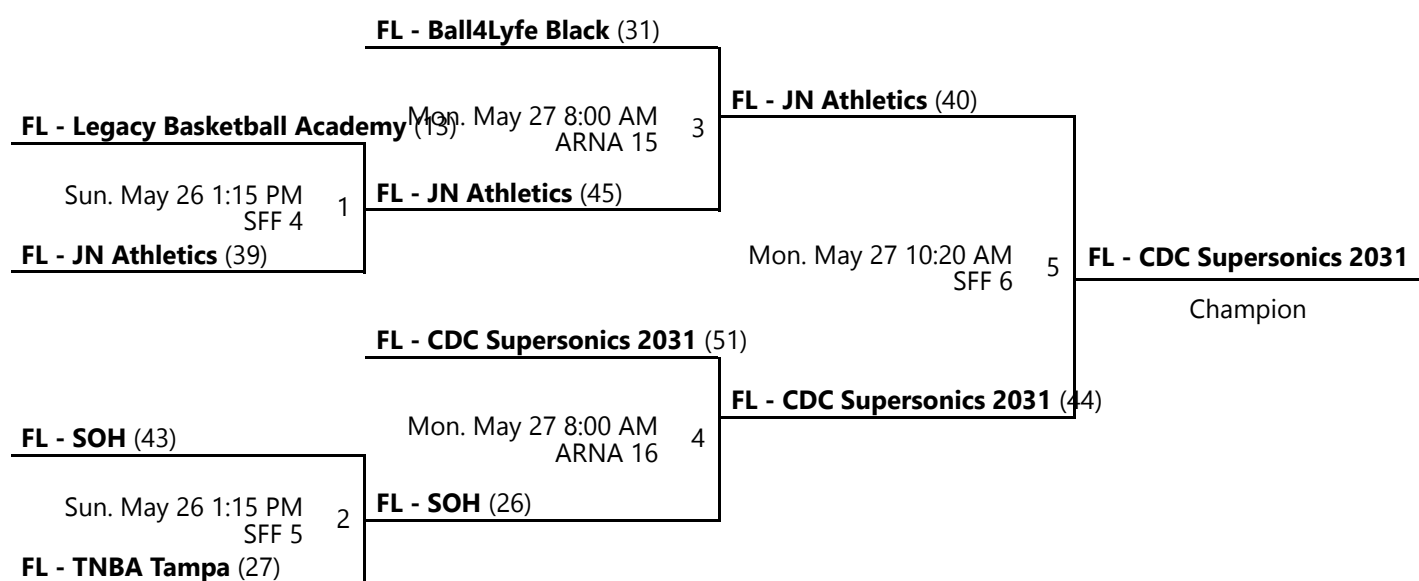 FL - Ball4Lyfe Black (31)
FL - JN Athletics (40)
FL - Legacy Basketball Academy (13)
Mon. May 27 8:00 AM
ARNA 15
3
Sun. May 26 1:15 PM
SFF 4
1
FL - JN Athletics (45)
FL - JN Athletics (39)
Mon. May 27 10:20 AM
SFF 6
5
FL - CDC Supersonics 2031
Champion
FL - CDC Supersonics 2031 (51)
FL - CDC Supersonics 2031 (44)
Mon. May 27 8:00 AM
ARNA 16
4
FL - SOH (43)
Sun. May 26 1:15 PM
SFF 5
2
FL - SOH (26)
FL - TNBA Tampa (27)